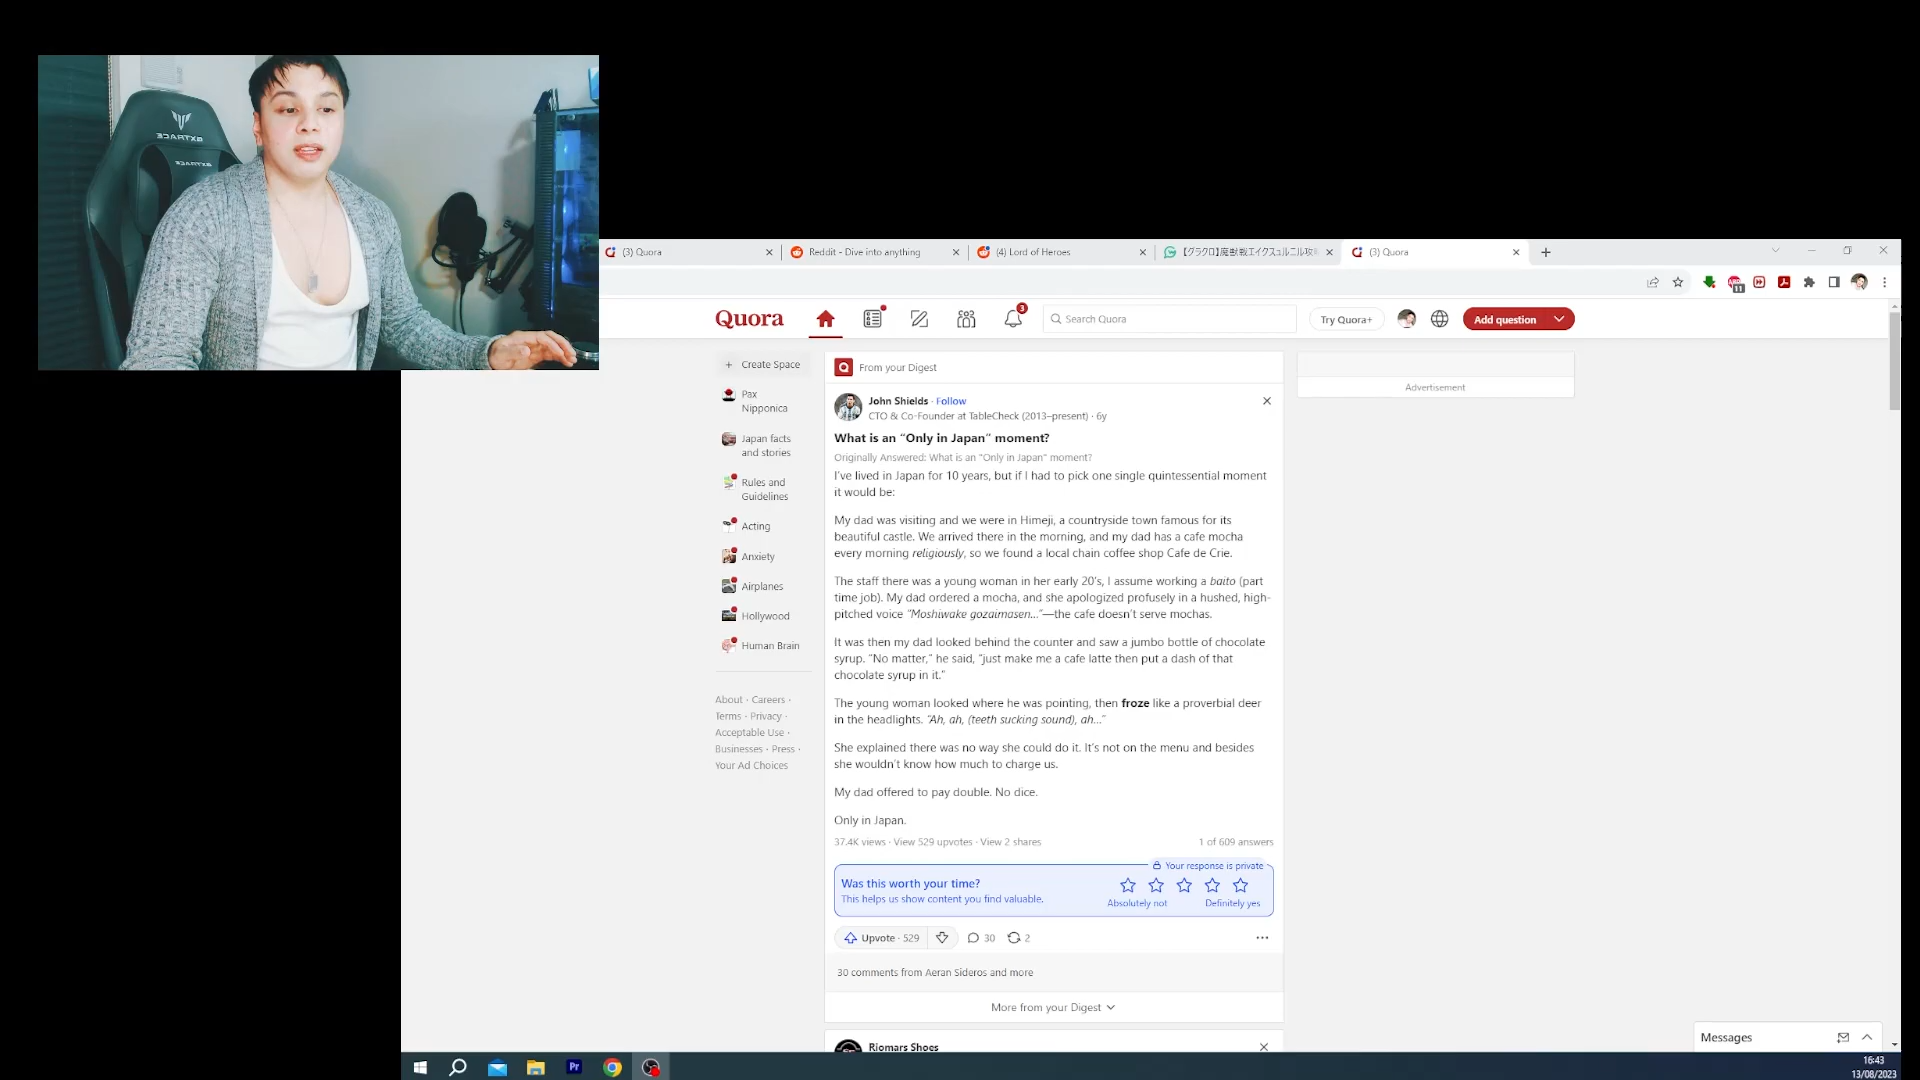 (3) Quora
Reddit - Dive into anything
(4) Lord of Heroes
(3) Quora
Quora
3
Search Quora
Try Quora+
Add question
11
+ Create Space
Pax
Nipponica
Japan facts
and stories
Rules and
Guidelines
Acting
Anxiety
Airplanes
Hollywood
Human Brain
About · Careers ·
Terms · Privacy ·
Acceptable Use ·
Businesses · Press ·
Your Ad Choices
Q From your Digest
John Shields · Follow
CTO & Co-Founder at TableCheck (2013–present) · 6y
What is an “Only in Japan” moment?
Originally Answered: What is an "Only in Japan" moment?
I’ve lived in Japan for 10 years, but if I had to pick one single quintessential moment
it would be:
My dad was visiting and we were in Himeji, a countryside town famous for its
beautiful castle. We arrived there in the morning, and my dad has a cafe mocha
every morning religiously, so we found a local chain coffee shop Cafe de Crie.
The staff there was a young woman in her early 20’s, I assume working a baito (part
time job). My dad ordered a mocha, and she apologized profusely in a hushed, high-
pitched voice “Moshiwake gozaimasen…”—the cafe doesn’t serve mochas.
It was then my dad looked behind the counter and saw a jumbo bottle of chocolate
syrup. “No matter,” he said, “just make me a cafe latte then put a dash of that
chocolate syrup in it.”
The young woman looked where he was pointing, then froze like a proverbial deer
in the headlights. “Ah, ah, (teeth sucking sound), ah…”
She explained there was no way she could do it. It’s not on the menu and besides
she wouldn’t know how much to charge us.
My dad offered to pay double. No dice.
Only in Japan.
37.4K views · View 529 upvotes · View 2 shares
1 of 609 answers
Your response is private
Was this worth your time?
This helps us show content you find valuable.
Absolutely not
Definitely yes
Upvote · 529
30
2
30 comments from Aeran Sideros and more
More from your Digest
Riomars Shoes
Advertisement
Messages
Pr
16:43
13/08/2023